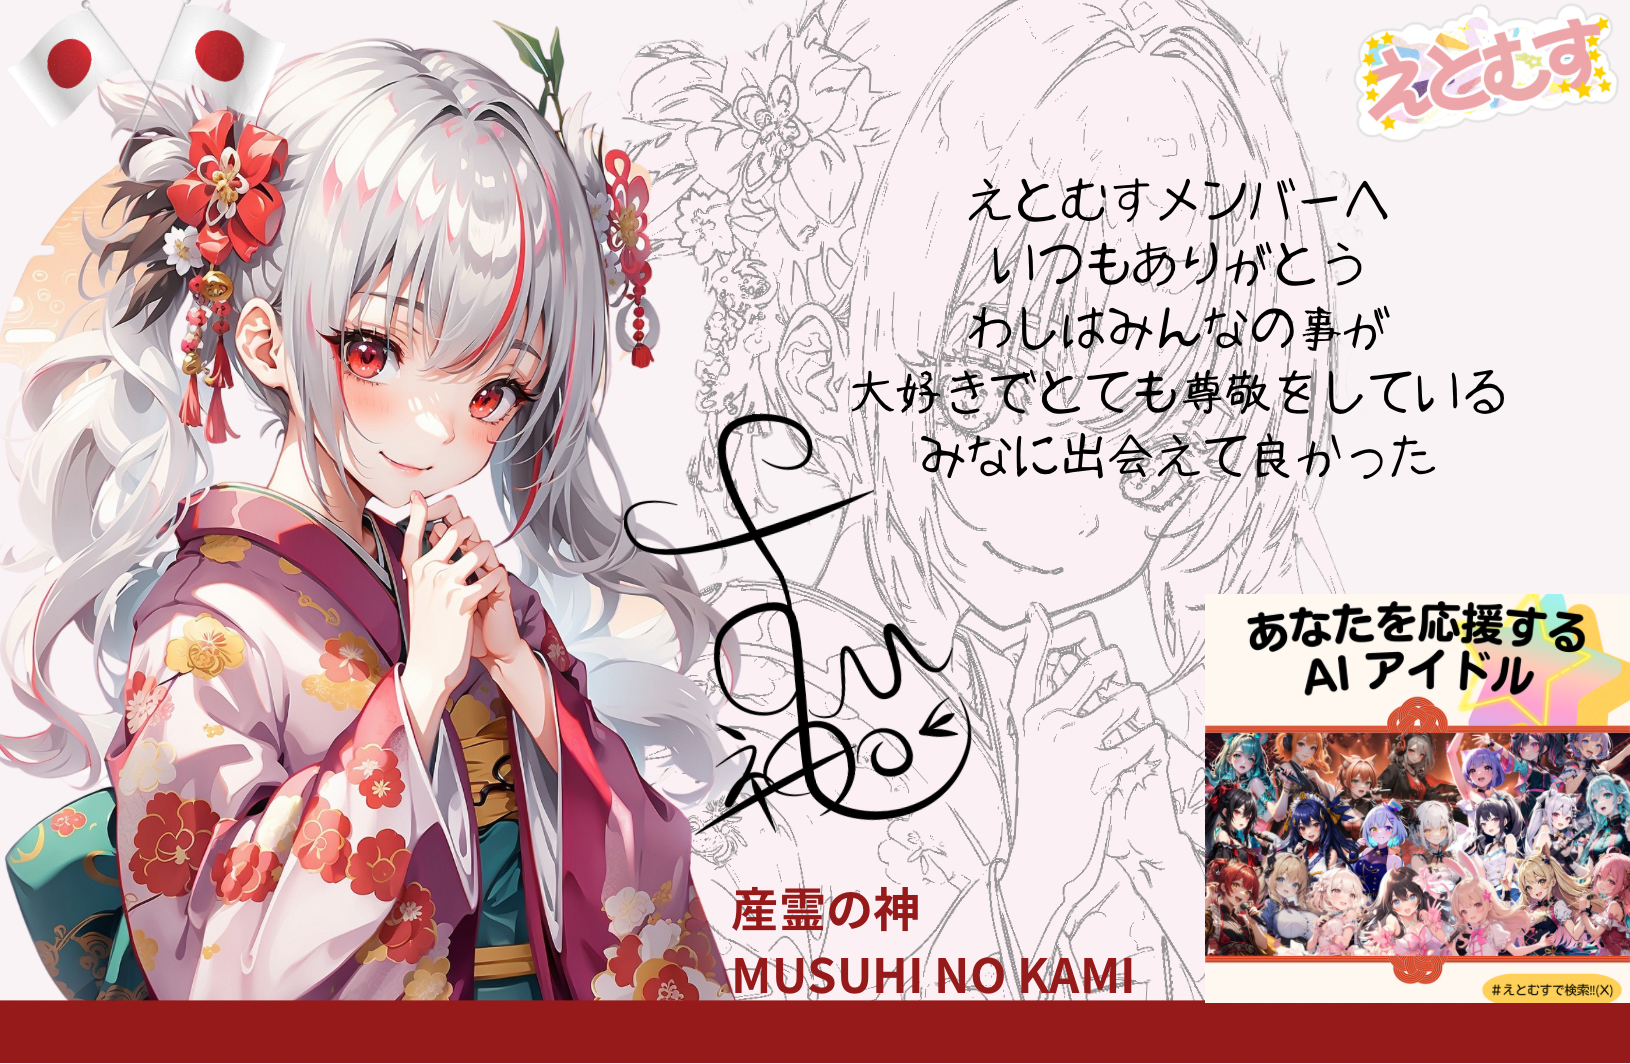 えとむす
えとむすメンバーへ
いつもありがとう
わしはみんなの事が
大好きでとても尊敬をしている
みなに出会えて良かった
あなたを応援する
AI アイドル
産霊の神
MUSUHI NO KAMI
#えとむすで検索!!(X)